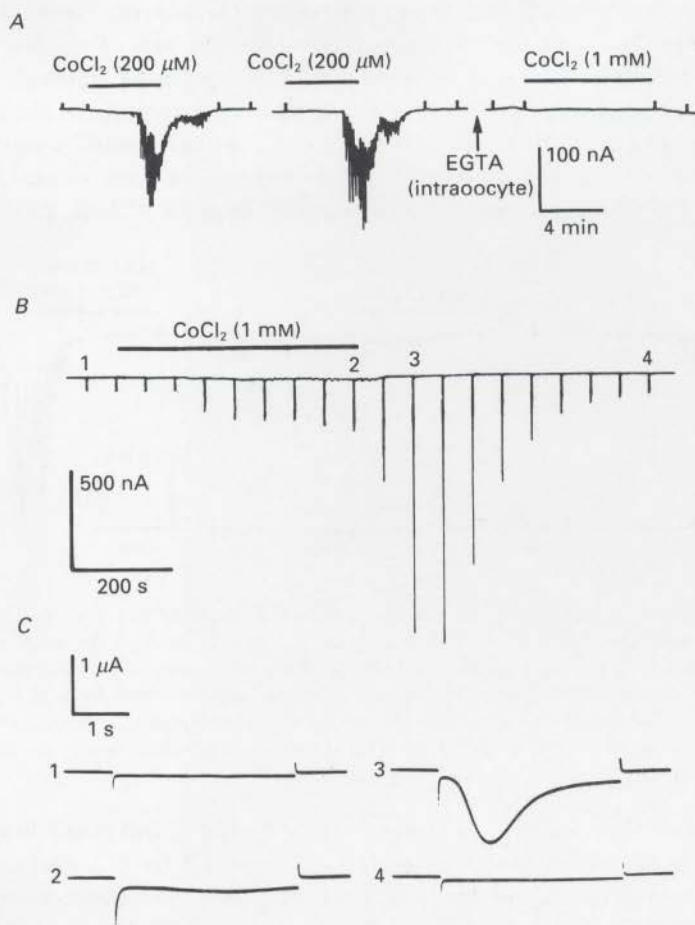 A
CoCl₂ (200 μM)
CoCl₂ (200 μM)
CoCl₂ (1 mM)
EGTA
(intraoocyte)
100 nA
4 min
B
CoCl₂ (1 mM)
1
2
3
4
500 nA
200 s
C
1 μA
1 s
1
3
2
4